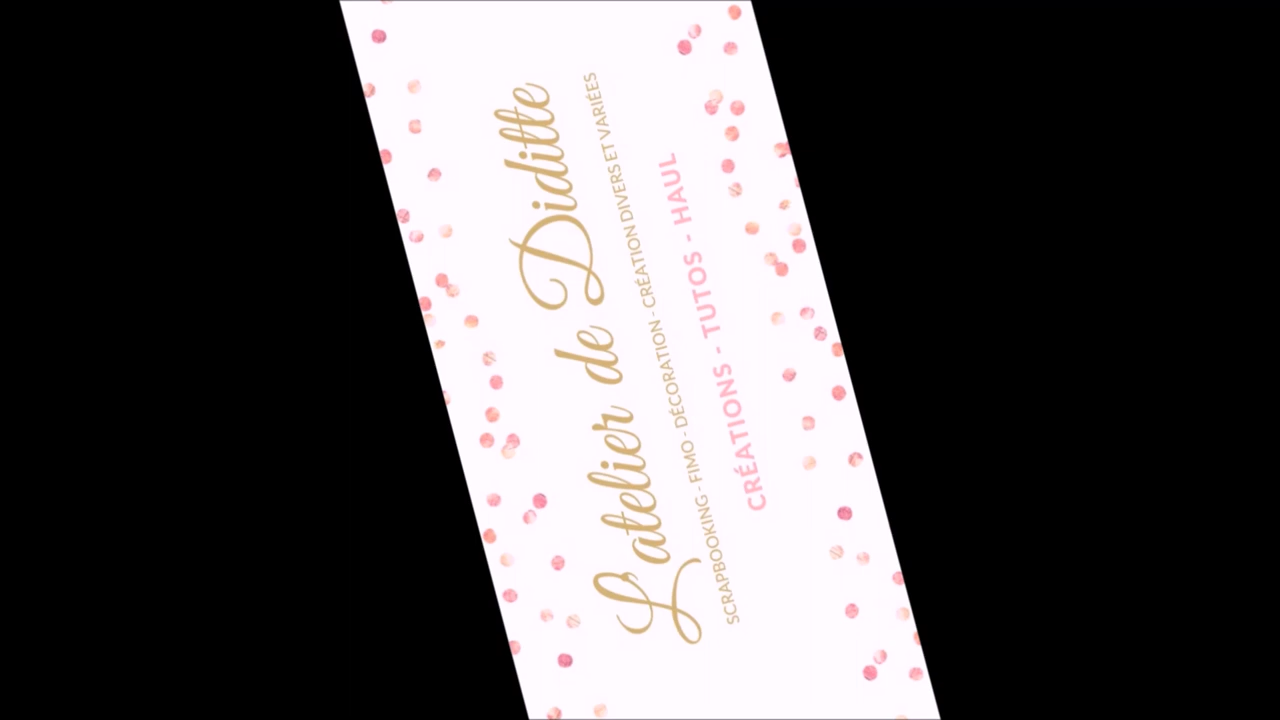 L'atelier de Diditte
SCRAPBOOKING - FIMO - DÉCORATION - CRÉATION DIVERS ET VARIÉES
CRÉATIONS - TUTOS - HAUL